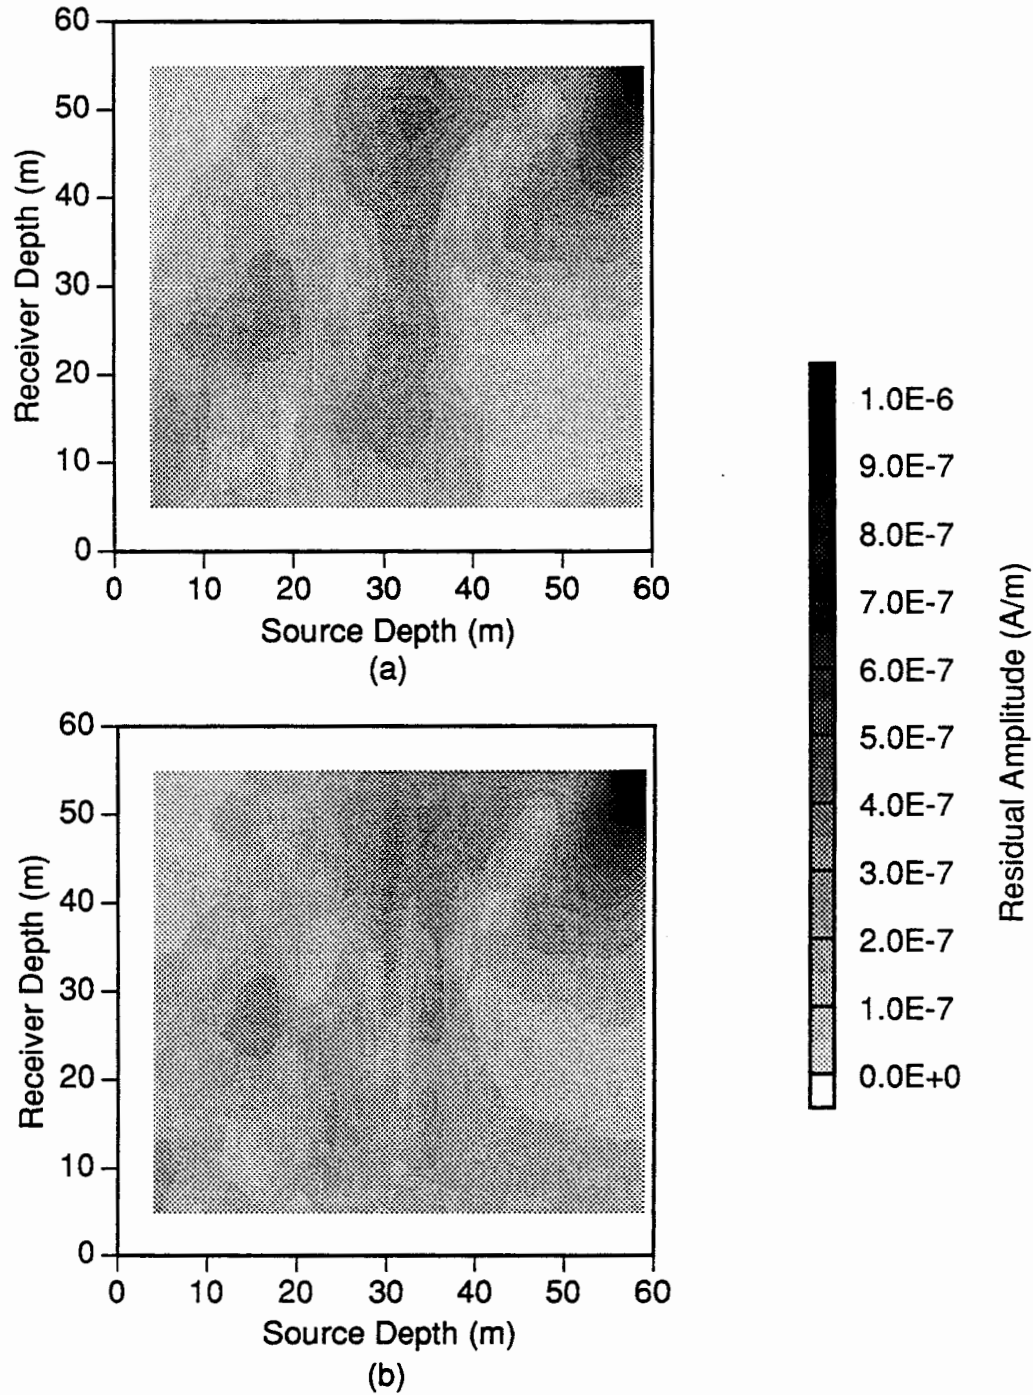 60
50
40
30
20
10
0
Receiver Depth (m)
0 10 20 30 40 50 60
Source Depth (m)
(a)
60
50
40
30
20
10
0
Receiver Depth (m)
0 10 20 30 40 50 60
Source Depth (m)
(b)
1.0E-6
9.0E-7
8.0E-7
7.0E-7
6.0E-7
5.0E-7
4.0E-7
3.0E-7
2.0E-7
1.0E-7
0.0E+0
Residual Amplitude (A/m)